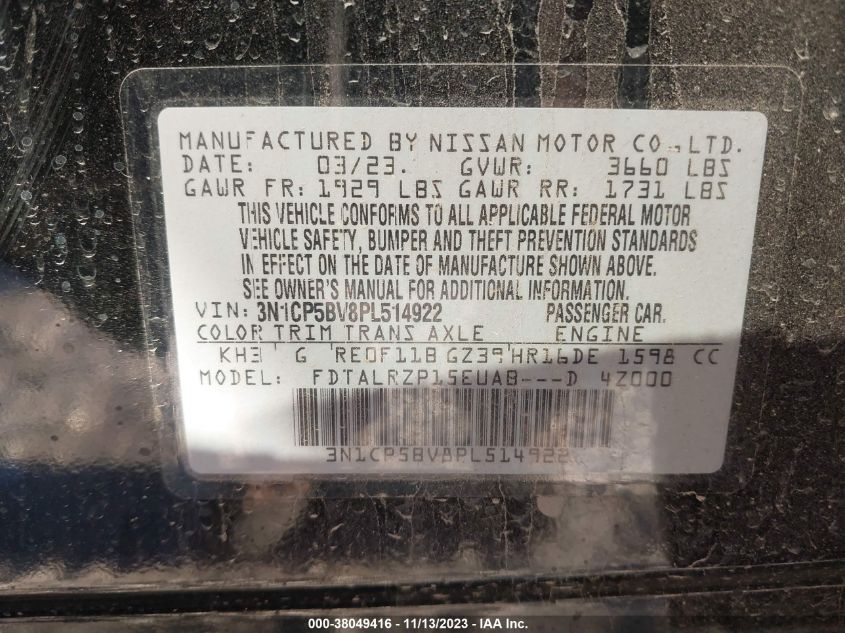 MANUFACTURED BY NISSAN MOTOR CO.,LTD.
DATE: 03/23. GVWR: 3660 LBS
GAWR FR: 1929 LBS GAWR RR: 1731 LBS
THIS VEHICLE CONFORMS TO ALL APPLICABLE FEDERAL MOTOR
VEHICLE SAFETY, BUMPER AND THEFT PREVENTION STANDARDS
IN EFFECT ON THE DATE OF MANUFACTURE SHOWN ABOVE.
SEE OWNER'S MANUAL FOR ADDITIONAL INFORMATION.
VIN: 3N1CP5BV8PL514922 PASSENGER CAR.
COLOR TRIM TRANS AXLE ENGINE
KH3 G RE0F11B GZ39 HR16DE 1598 CC
MODEL: FDTALRZP15EUAB---D 4Z000
3N1CP5BV8PL514922
000-38049416 - 11/13/2023 - IAA Inc.